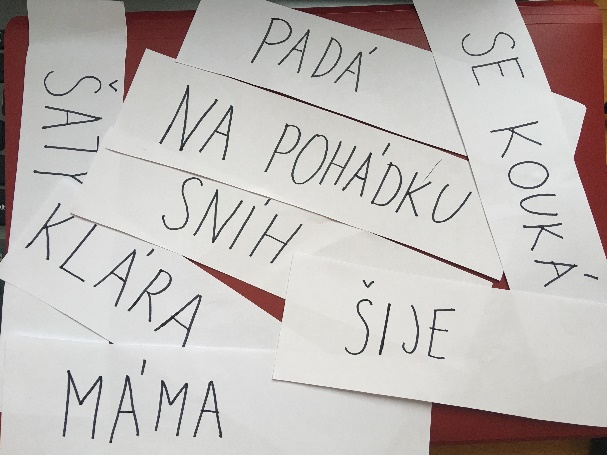 PADÁ
SE KOUKÁ
ŠATY
NA POHÁDKU
SNÍH
KLÁRA
ŠIJE
MÁMA